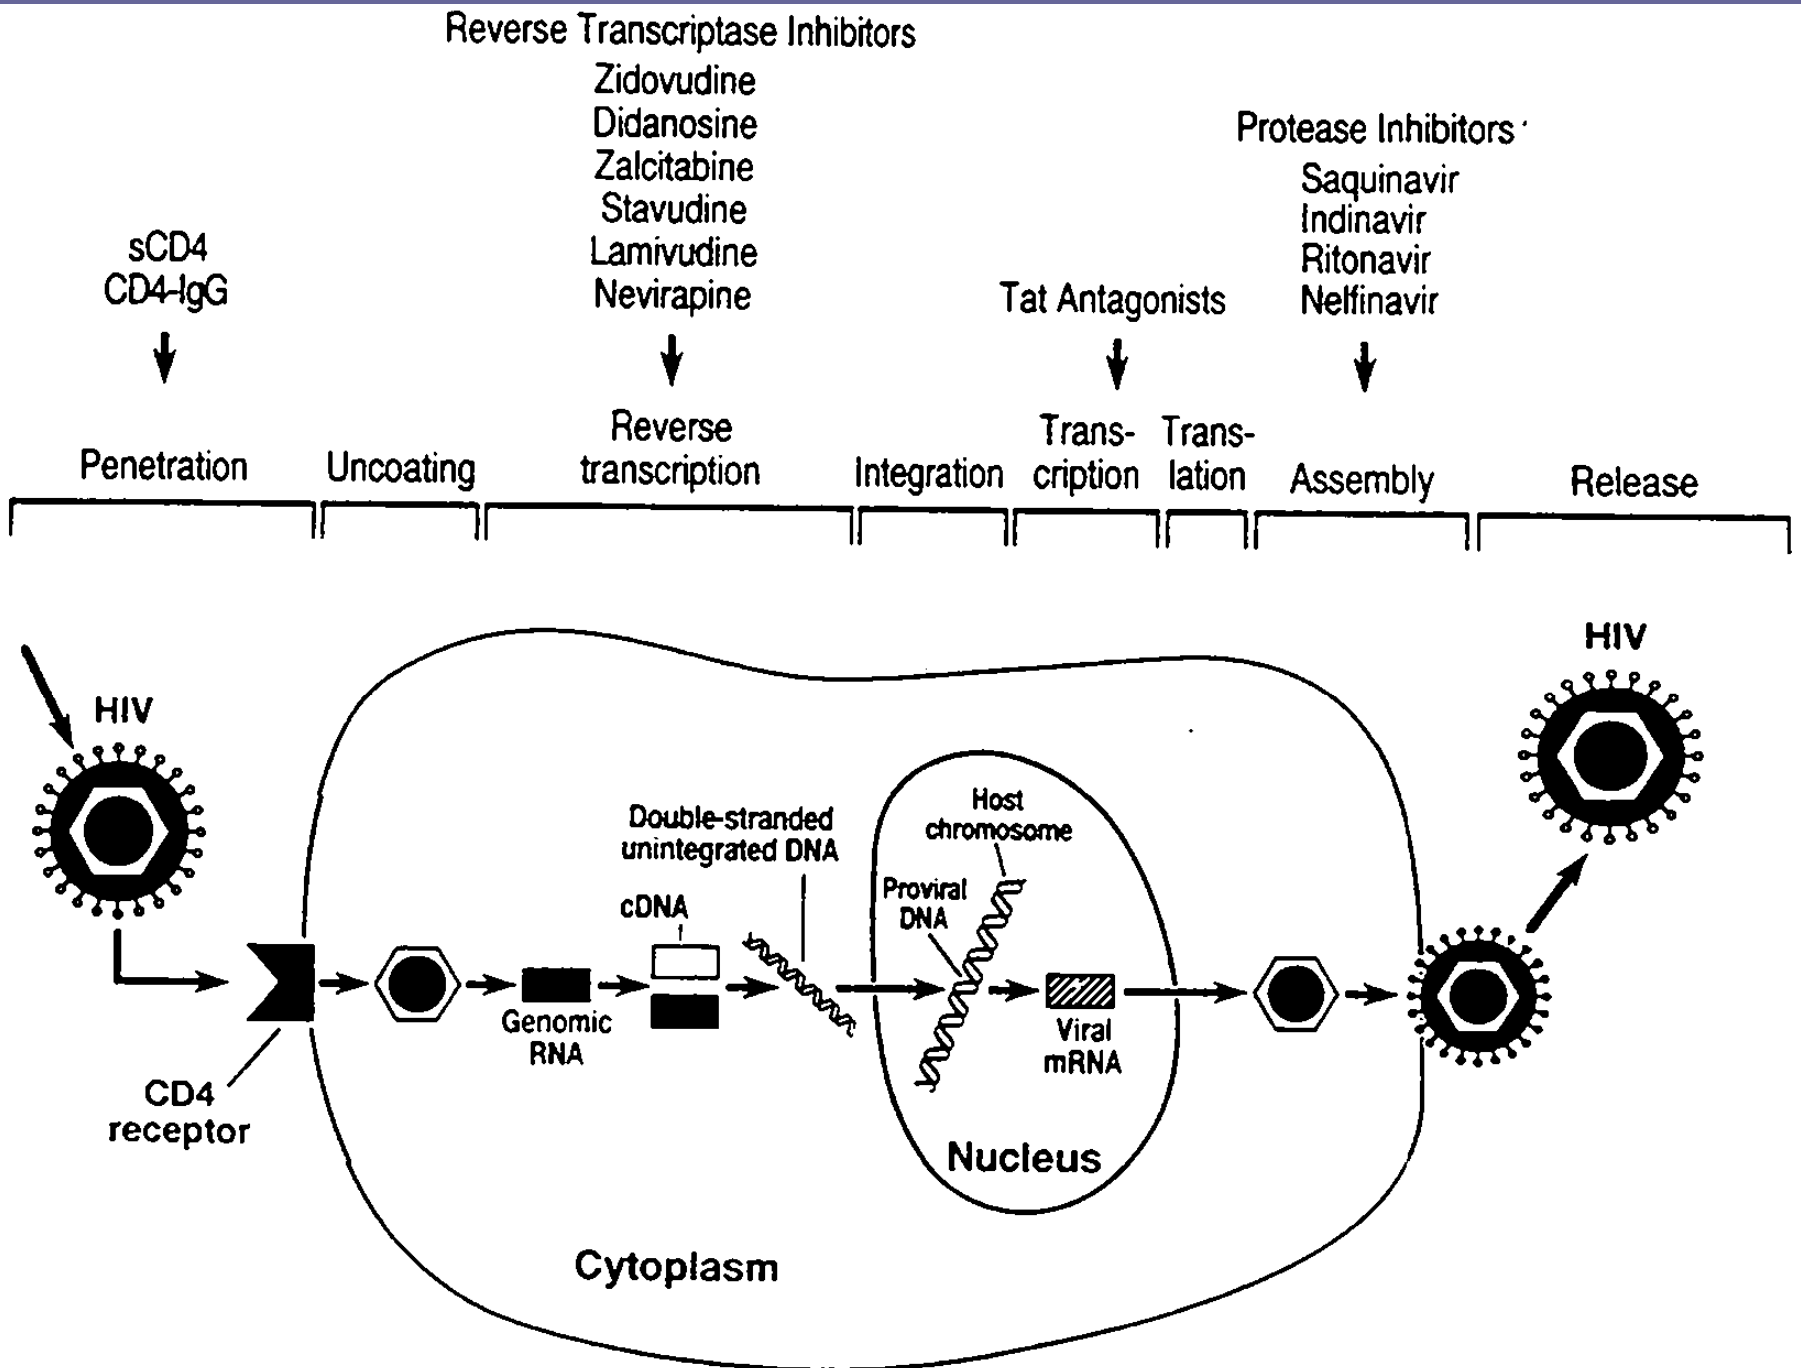 Reverse Transcriptase Inhibitors
Zidovudine
Didanosine
Zalcitabine
Stavudine
Lamivudine
Nevirapine
Protease Inhibitors
Saquinavir
Indinavir
Ritonavir
Nelfinavir
sCD4
CD4-IgG
Tat Antagonists
Penetration
Uncoating
Reverse
transcription
Integration
Trans-
cription
Trans-
lation
Assembly
Release
HIV
HIV
Double-stranded
unintegrated DNA
cDNA
Host
chromosome
Proviral
DNA
Genomic
RNA
Viral
mRNA
CD4
receptor
Nucleus
Cytoplasm